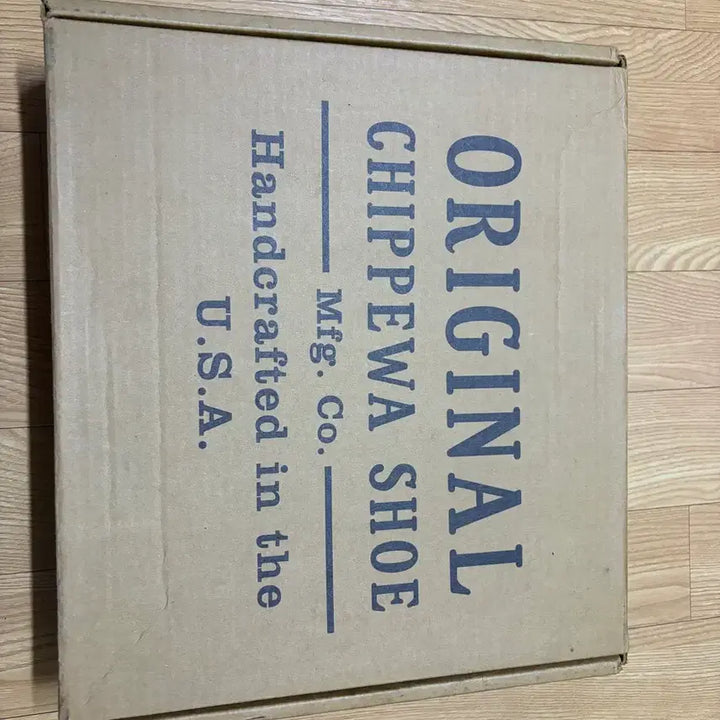 ORIGINAL
CHIPPEWA SHOE
Mfg. Co.
Handcrafted in the
U.S.A.